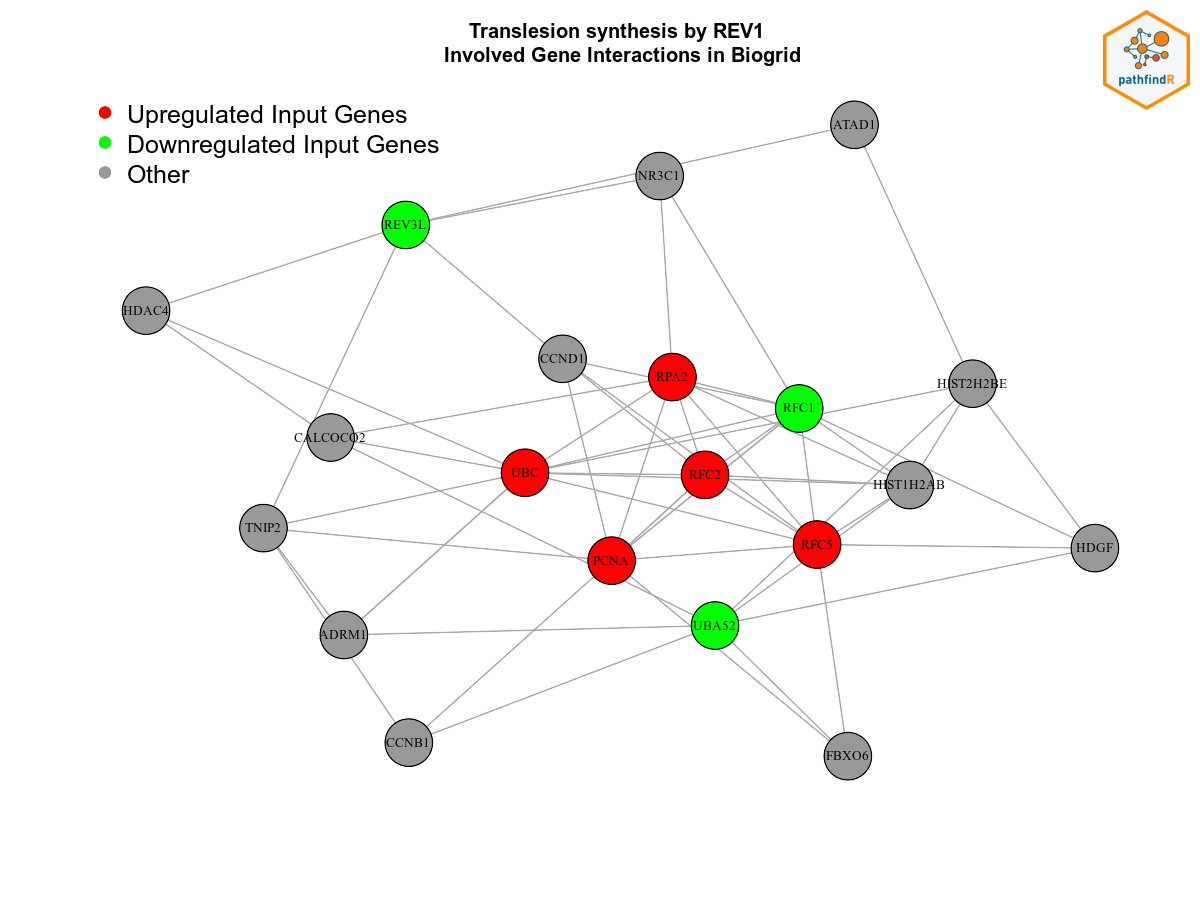 Translesion synthesis by REV1
Involved Gene Interactions in Biogrid
pathfindR
Upregulated Input Genes
Downregulated Input Genes
Other
ATAD1
NR3C1
REV3L
HDAC4
CCND1
RPA2
HIST2H2BE
RFC1
CALCOCO2
UBC
RFC2
HIST1H2AB
TNIP2
RFC5
HDGF
PCNA
UBA52
ADRM1
CCNB1
FBXO6